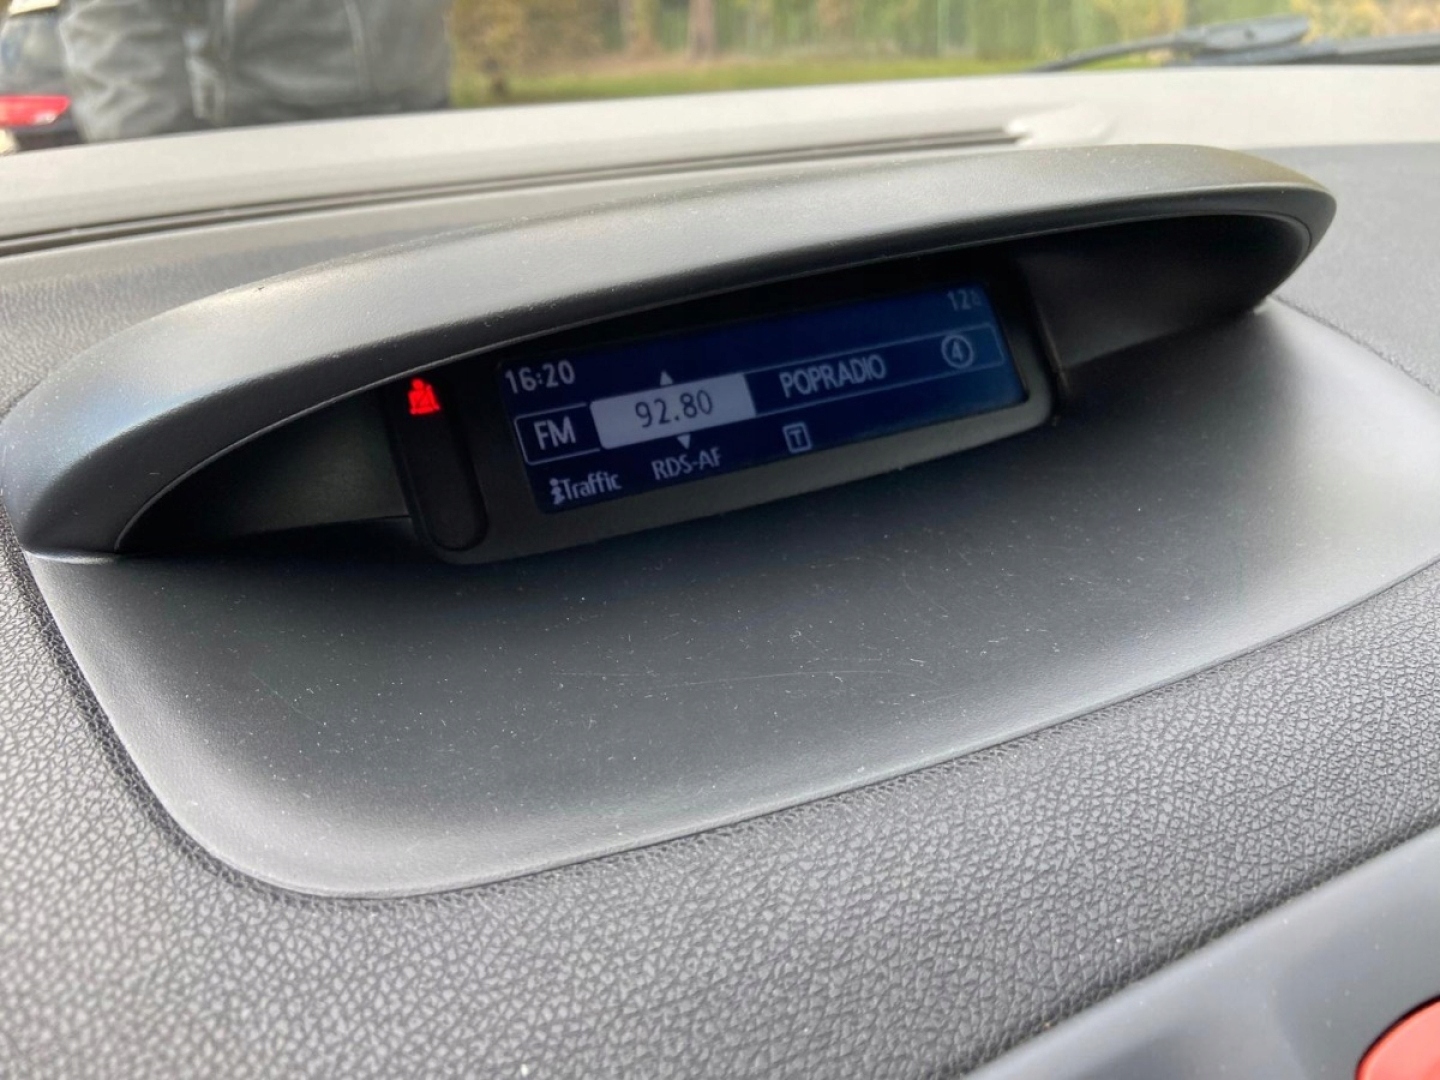 16:20
FM 92.80 POPRADIO 4
iTraffic RDS-AF T